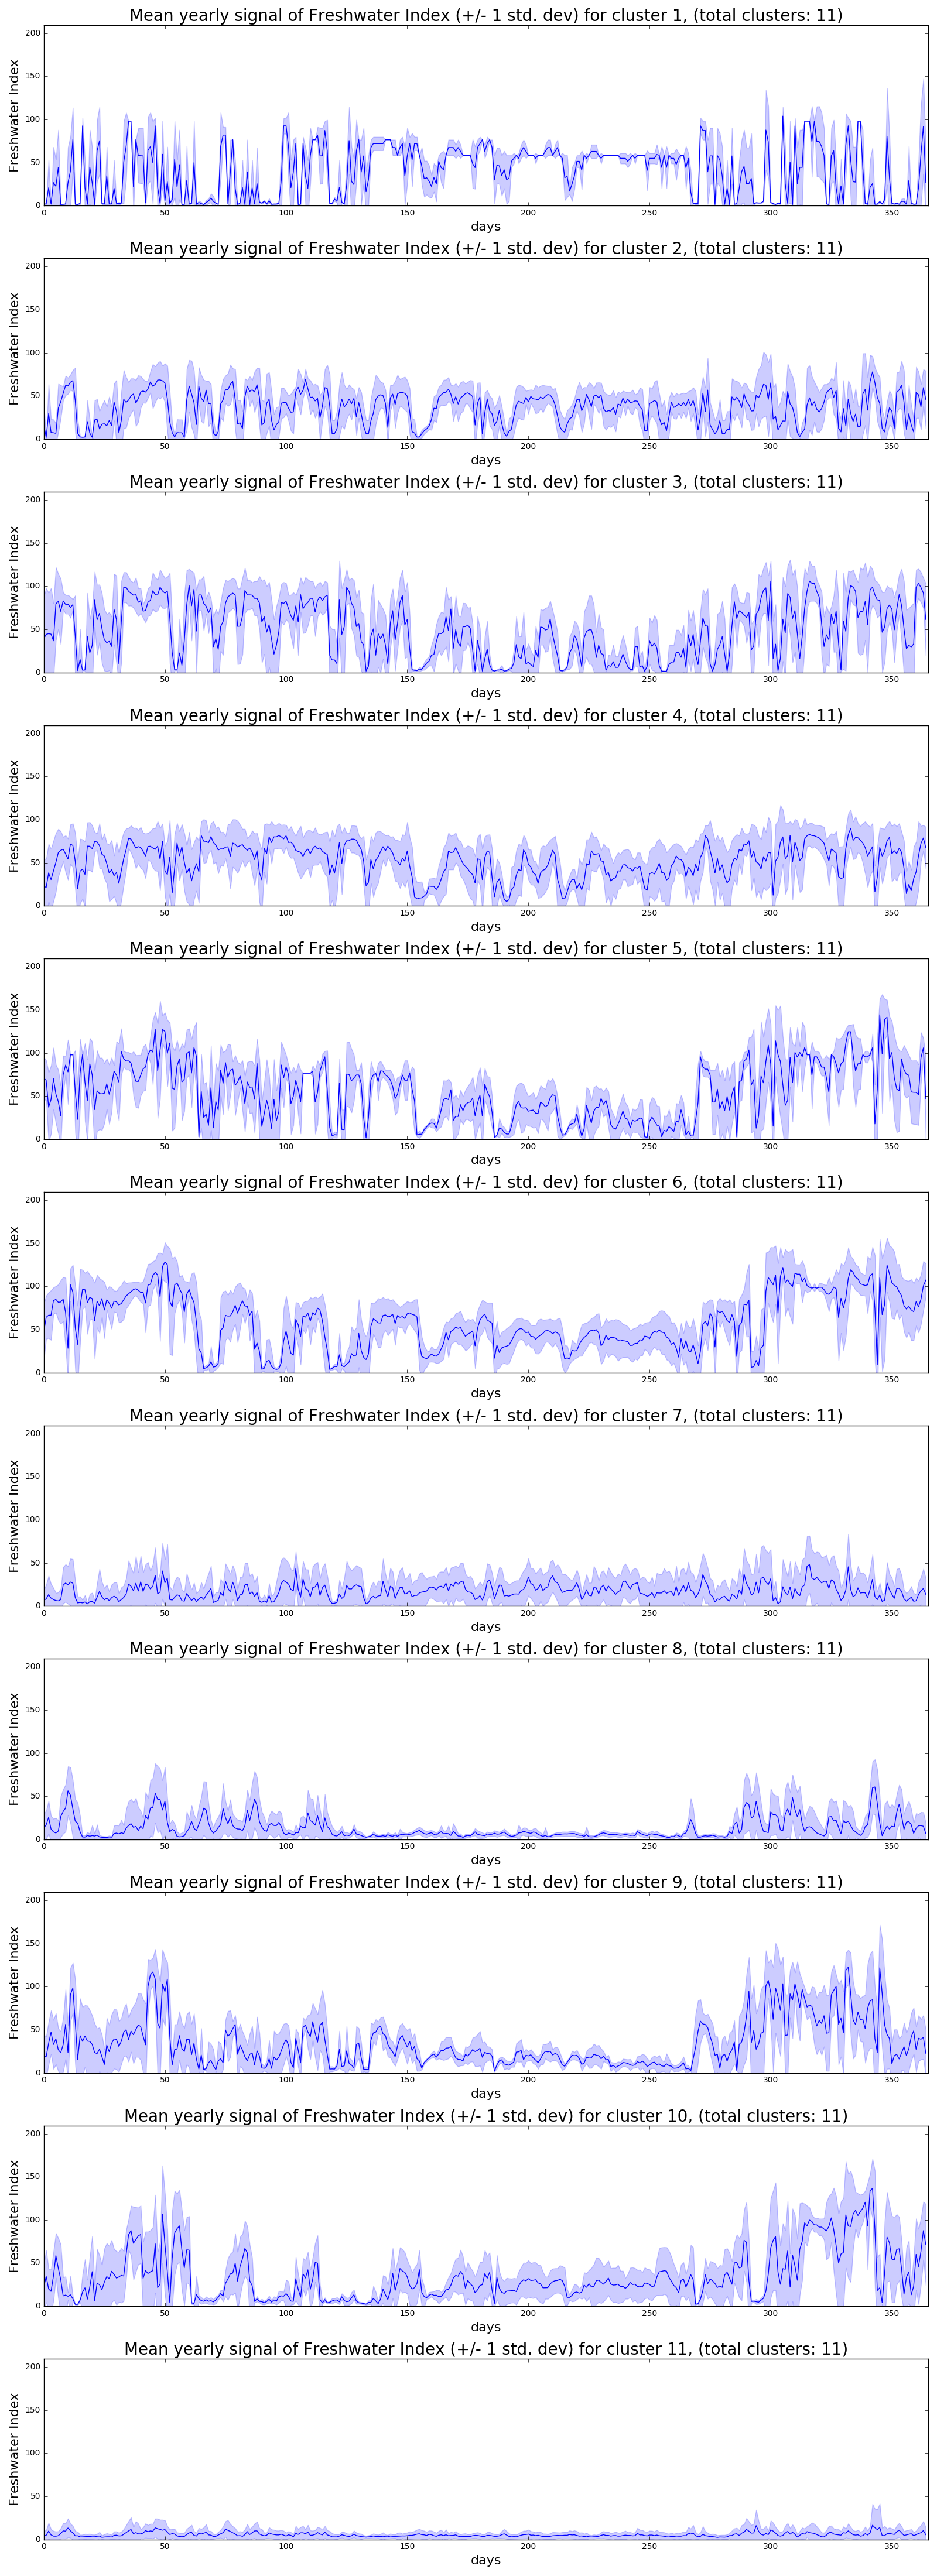 Mean yearly signal of Freshwater Index (+/- 1 std. dev) for cluster 1, (total clusters: 11)
200
150
100
50
0
Freshwater Index
0 50 100 150 200 250 300 350
days
Mean yearly signal of Freshwater Index (+/- 1 std. dev) for cluster 2, (total clusters: 11)
200
150
100
50
0
Freshwater Index
0 50 100 150 200 250 300 350
days
Mean yearly signal of Freshwater Index (+/- 1 std. dev) for cluster 3, (total clusters: 11)
200
150
100
50
0
Freshwater Index
0 50 100 150 200 250 300 350
days
Mean yearly signal of Freshwater Index (+/- 1 std. dev) for cluster 4, (total clusters: 11)
200
150
100
50
0
Freshwater Index
0 50 100 150 200 250 300 350
days
Mean yearly signal of Freshwater Index (+/- 1 std. dev) for cluster 5, (total clusters: 11)
200
150
100
50
0
Freshwater Index
0 50 100 150 200 250 300 350
days
Mean yearly signal of Freshwater Index (+/- 1 std. dev) for cluster 6, (total clusters: 11)
200
150
100
50
0
Freshwater Index
0 50 100 150 200 250 300 350
days
Mean yearly signal of Freshwater Index (+/- 1 std. dev) for cluster 7, (total clusters: 11)
200
150
100
50
0
Freshwater Index
0 50 100 150 200 250 300 350
days
Mean yearly signal of Freshwater Index (+/- 1 std. dev) for cluster 8, (total clusters: 11)
200
150
100
50
0
Freshwater Index
0 50 100 150 200 250 300 350
days
Mean yearly signal of Freshwater Index (+/- 1 std. dev) for cluster 9, (total clusters: 11)
200
150
100
50
0
Freshwater Index
0 50 100 150 200 250 300 350
days
Mean yearly signal of Freshwater Index (+/- 1 std. dev) for cluster 10, (total clusters: 11)
200
150
100
50
0
Freshwater Index
0 50 100 150 200 250 300 350
days
Mean yearly signal of Freshwater Index (+/- 1 std. dev) for cluster 11, (total clusters: 11)
200
150
100
50
0
Freshwater Index
0 50 100 150 200 250 300 350
days